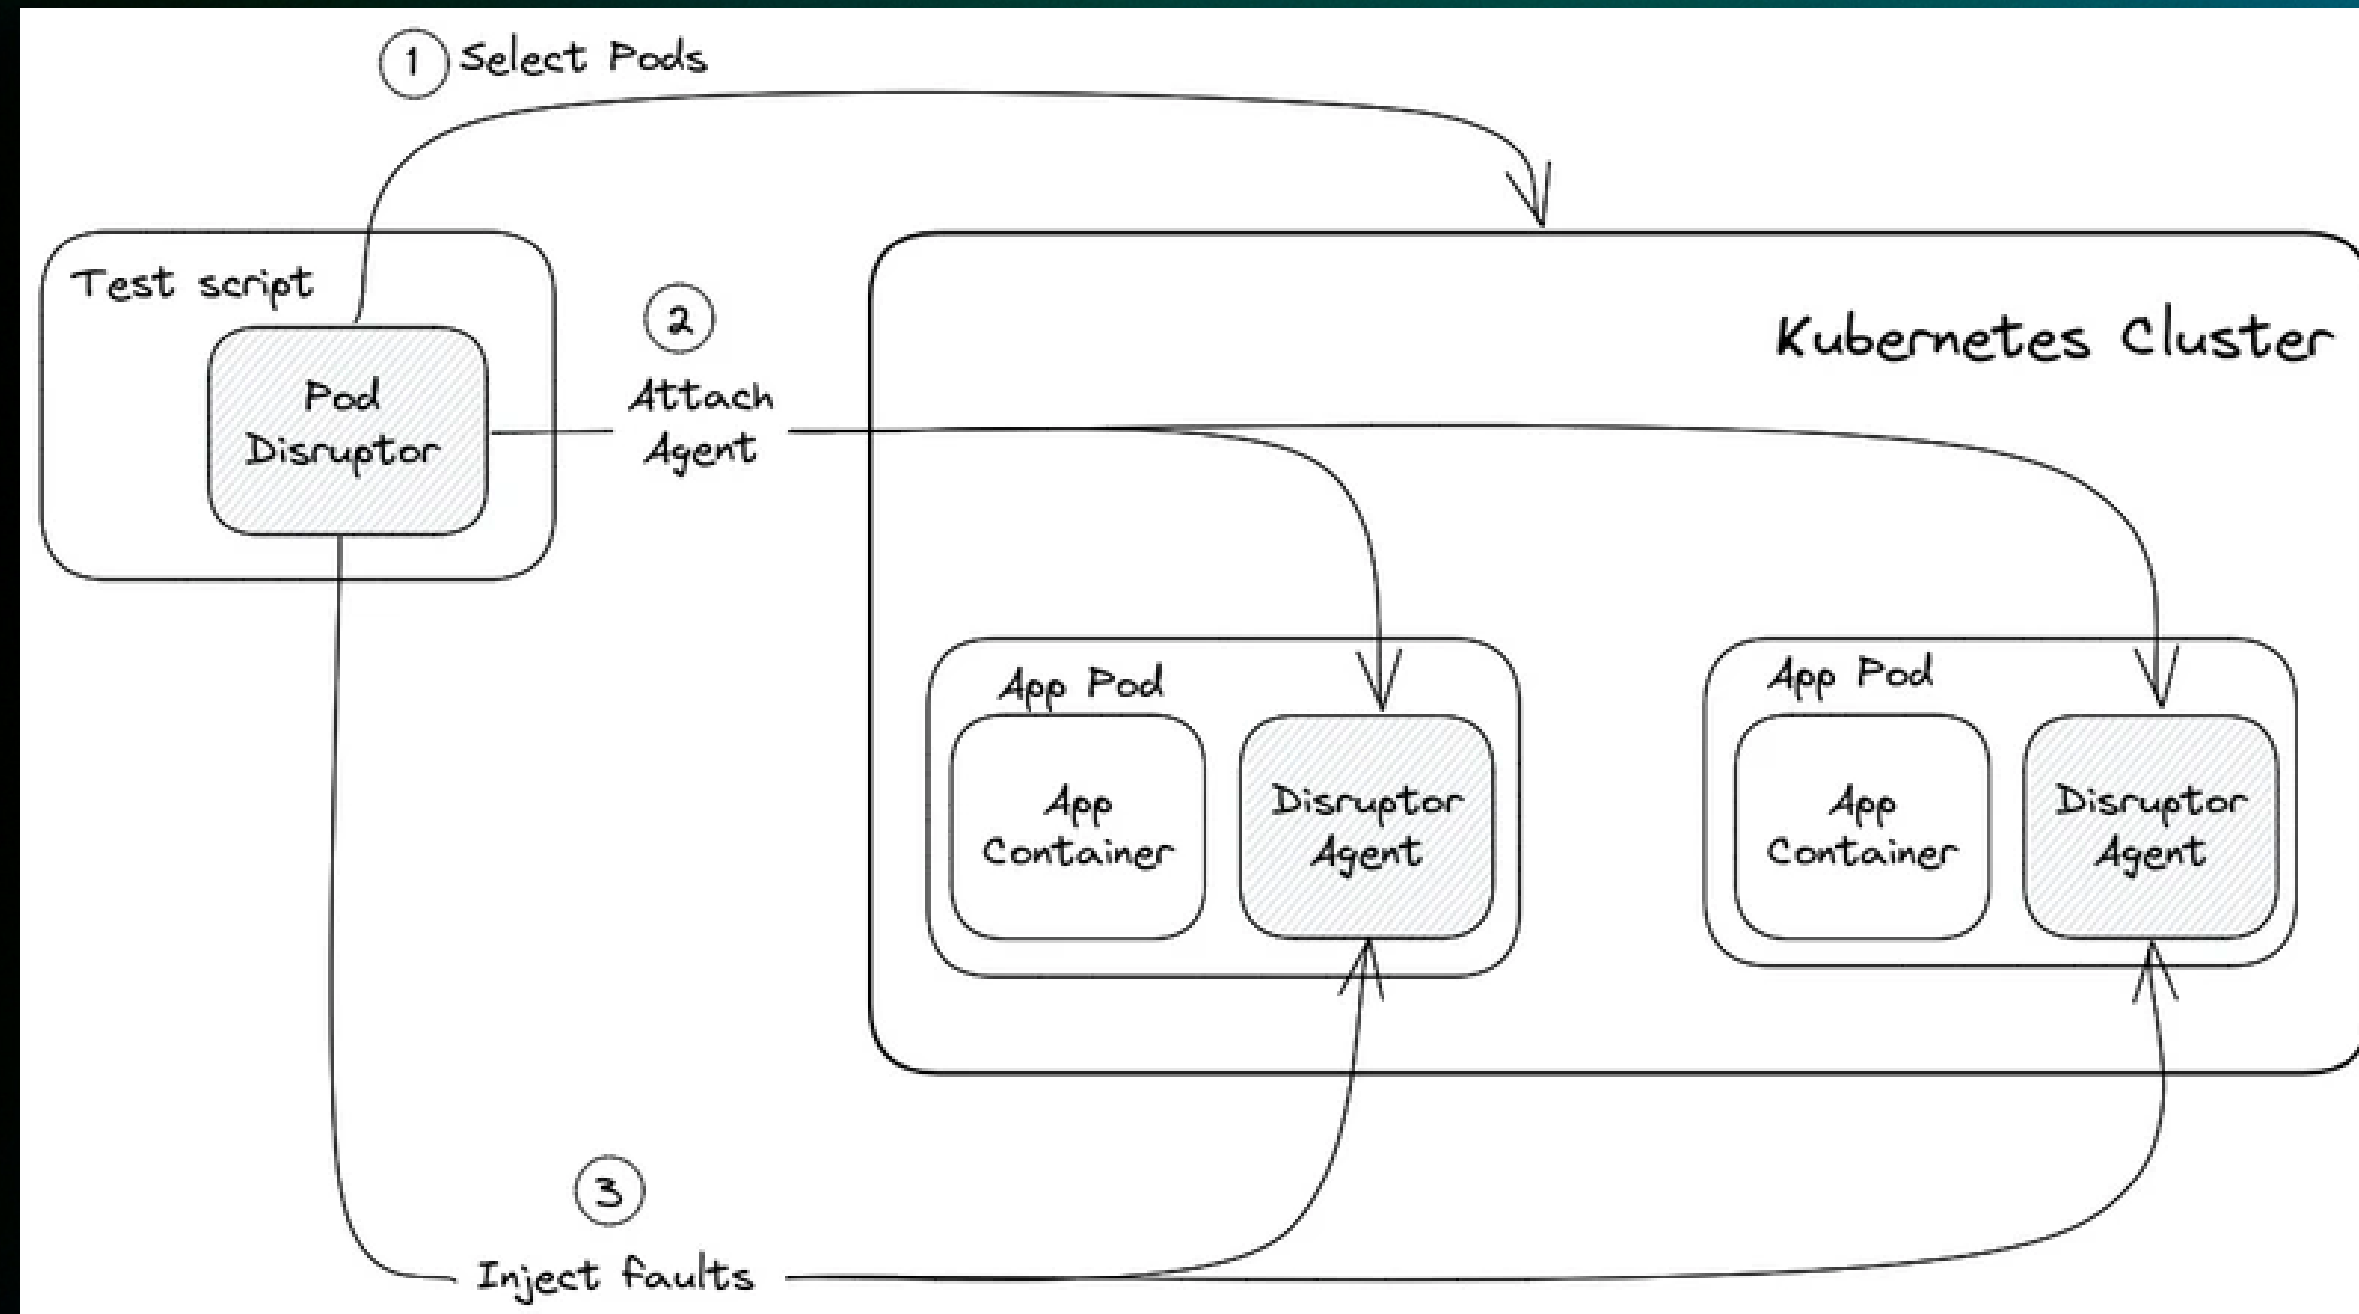 1 Select Pods
Test script
Pod
Disruptor
2
Attach
Agent
Kubernetes Cluster
App Pod
App
Container
Disruptor
Agent
App Pod
App
Container
Disruptor
Agent
3
Inject faults